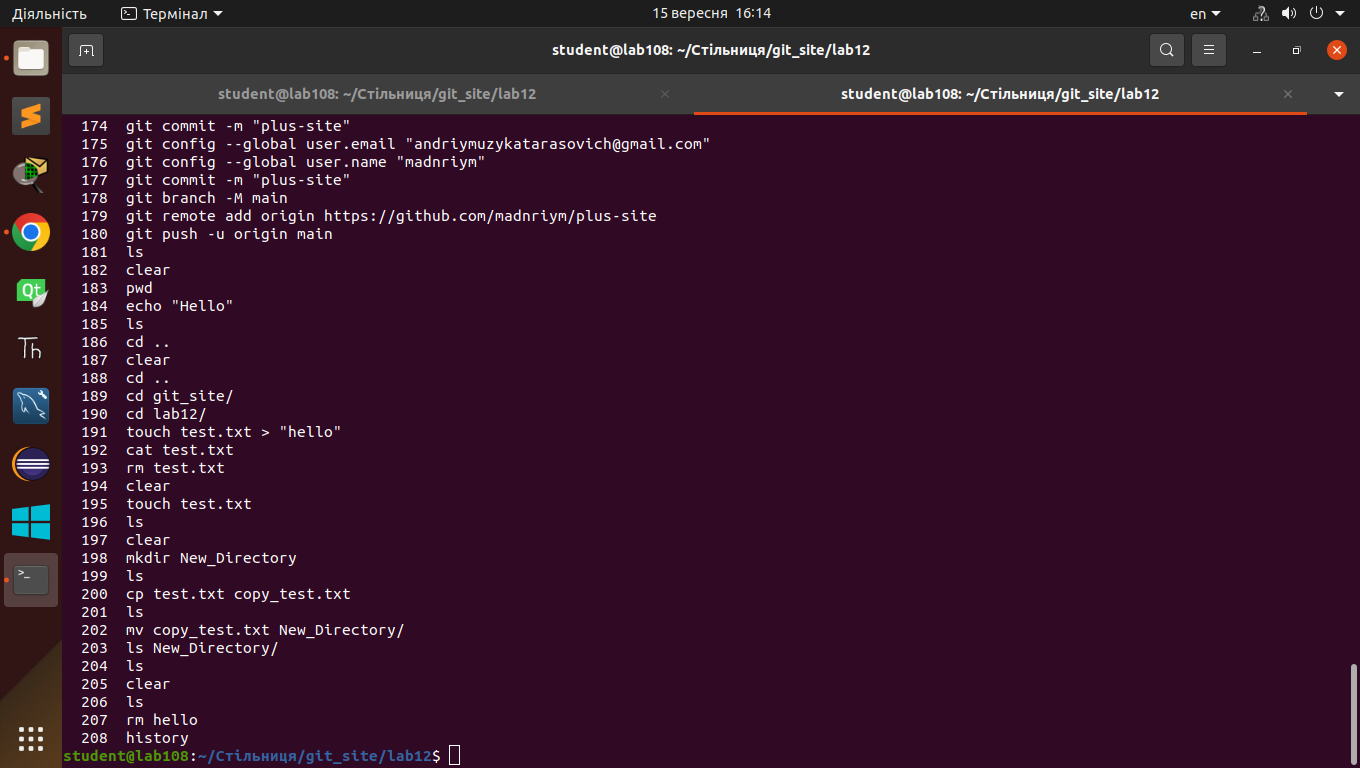 Діяльність
Термінал
15 вересня 16:14
en
student@lab108: ~/Стільниця/git_site/lab12
student@lab108: ~/Стільниця/git_site/lab12
student@lab108: ~/Стільниця/git_site/lab12
174 git commit -m "plus-site"
175 git config --global user.email "andriymuzykatarasovich@gmail.com"
176 git config --global user.name "madnriym"
177 git commit -m "plus-site"
178 git branch -M main
179 git remote add origin https://github.com/madnriym/plus-site
180 git push -u origin main
181 ls
182 clear
183 pwd
184 echo "Hello"
185 ls
186 cd ..
187 clear
188 cd ..
189 cd git_site/
190 cd lab12/
191 touch test.txt > "hello"
192 cat test.txt
193 rm test.txt
194 clear
195 touch test.txt
196 ls
197 clear
198 mkdir New_Directory
199 ls
200 cp test.txt copy_test.txt
201 ls
202 mv copy_test.txt New_Directory/
203 ls New_Directory/
204 ls
205 clear
206 ls
207 rm hello
208 history
student@lab108:~/Стільниця/git_site/lab12$
Qt
Th
>_